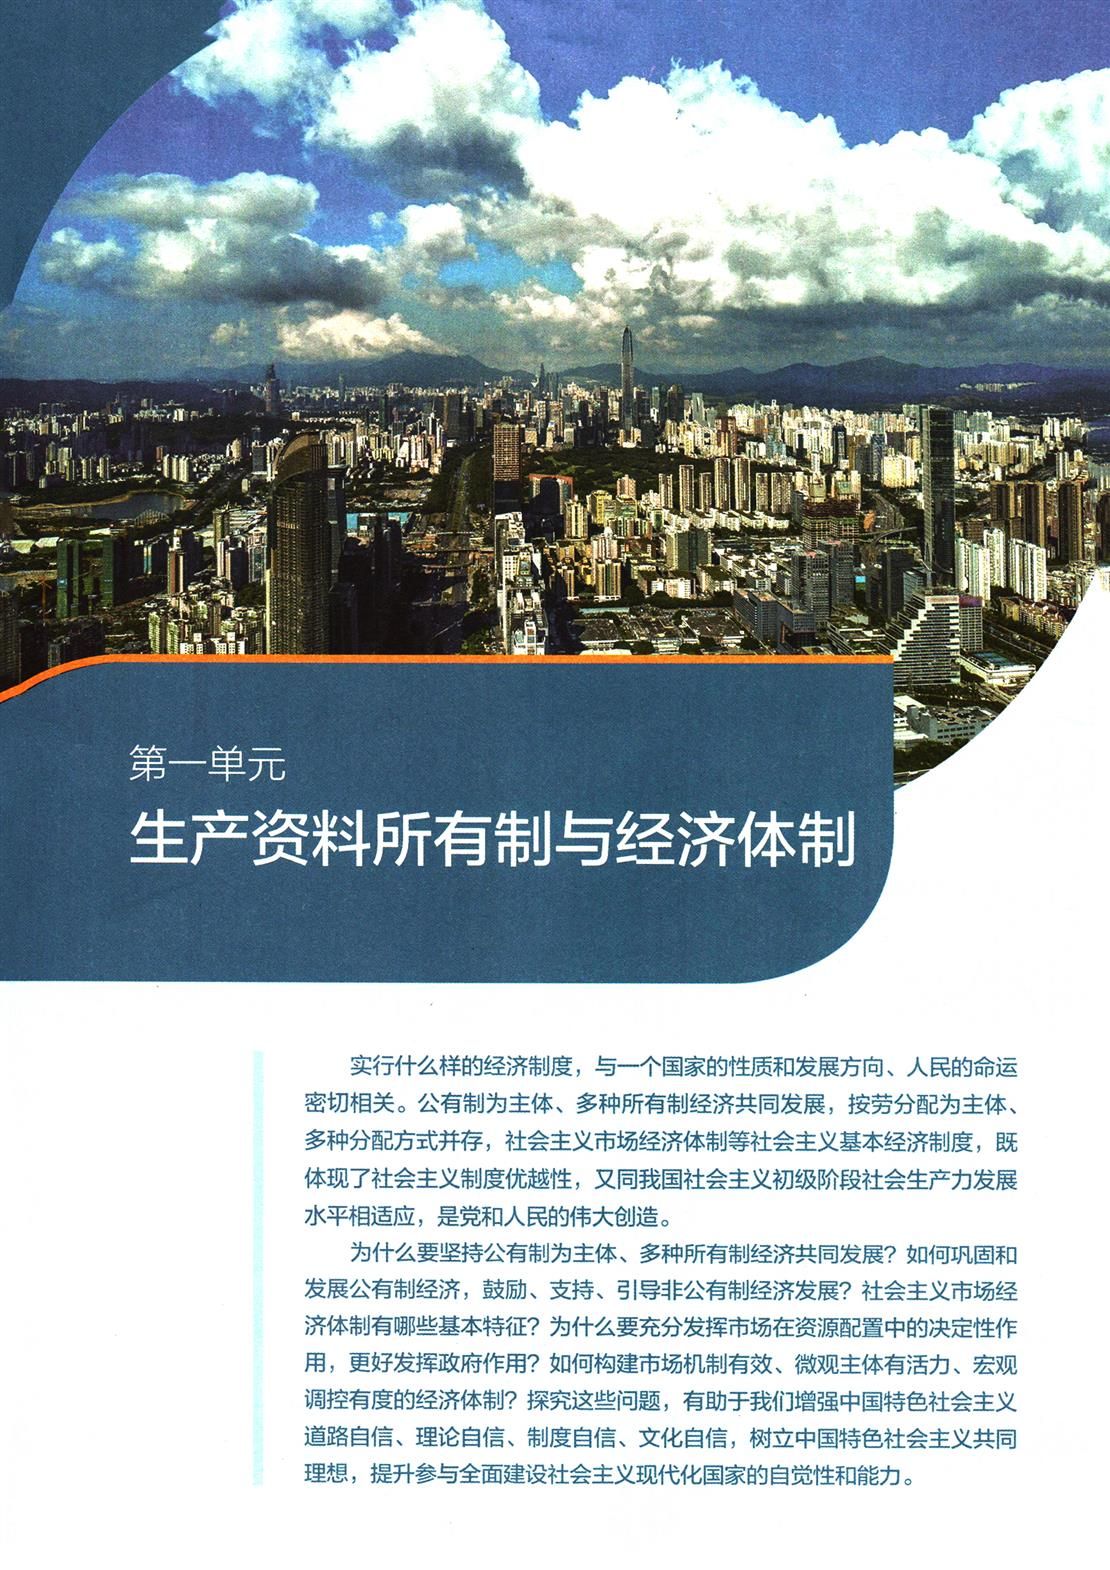 第一单元
生产资料所有制与经济体制
实行什么样的经济制度，与一个国家的性质和发展方向、人民的命运
密切相关。公有制为主体、多种所有制经济共同发展，按劳分配为主体、
多种分配方式并存，社会主义市场经济体制等社会主义基本经济制度，既
体现了社会主义制度优越性，又同我国社会主义初级阶段社会生产力发展
水平相适应，是党和人民的伟大创造。
为什么要坚持公有制为主体、多种所有制经济共同发展？如何巩固和
发展公有制经济，鼓励、支持、引导非公有制经济发展？社会主义市场经
济体制有哪些基本特征？为什么要充分发挥市场在资源配置中的决定性作
用，更好发挥政府作用？如何构建市场机制有效、微观主体有活力、宏观
调控有度的经济体制？探究这些问题，有助于我们增强中国特色社会主义
道路自信、理论自信、制度自信、文化自信，树立中国特色社会主义共同
理想，提升参与全面建设社会主义现代化国家的自觉性和能力。